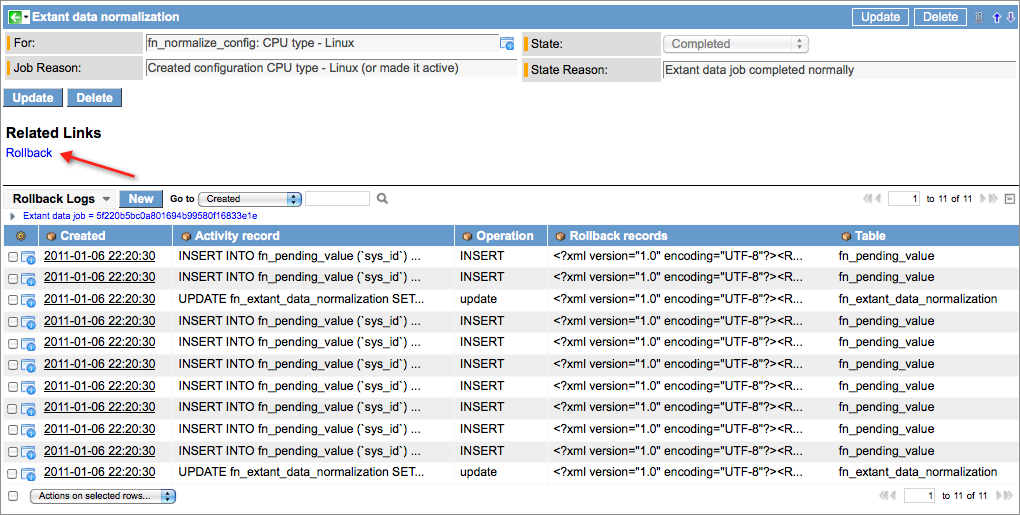 Extant data normalization Update Delete
For: fn_normalize_config: CPU type - Linux State: Completed
Job Reason: Created configuration CPU type - Linux (or made it active) State Reason: Extant data job completed normally
Update Delete
Related Links
Rollback
Rollback Logs New Go to Created 1 to 11 of 11
Extant data job = 5f220b5bc0a801694b99580f16833e1e
Created Activity record Operation Rollback records Table
2011-01-06 22:20:30 INSERT INTO fn_pending_value (`sys_id`) ... INSERT <?xml version="1.0" encoding="UTF-8"?><R... fn_pending_value
2011-01-06 22:20:30 INSERT INTO fn_pending_value (`sys_id`) ... INSERT <?xml version="1.0" encoding="UTF-8"?><R... fn_pending_value
2011-01-06 22:20:30 UPDATE fn_extant_data_normalization SET... update <?xml version="1.0" encoding="UTF-8"?><R... fn_extant_data_normalization
2011-01-06 22:20:30 INSERT INTO fn_pending_value (`sys_id`) ... INSERT <?xml version="1.0" encoding="UTF-8"?><R... fn_pending_value
2011-01-06 22:20:30 INSERT INTO fn_pending_value (`sys_id`) ... INSERT <?xml version="1.0" encoding="UTF-8"?><R... fn_pending_value
2011-01-06 22:20:30 INSERT INTO fn_pending_value (`sys_id`) ... INSERT <?xml version="1.0" encoding="UTF-8"?><R... fn_pending_value
2011-01-06 22:20:30 INSERT INTO fn_pending_value (`sys_id`) ... INSERT <?xml version="1.0" encoding="UTF-8"?><R... fn_pending_value
2011-01-06 22:20:30 INSERT INTO fn_pending_value (`sys_id`) ... INSERT <?xml version="1.0" encoding="UTF-8"?><R... fn_pending_value
2011-01-06 22:20:30 INSERT INTO fn_pending_value (`sys_id`) ... INSERT <?xml version="1.0" encoding="UTF-8"?><R... fn_pending_value
2011-01-06 22:20:30 INSERT INTO fn_pending_value (`sys_id`) ... INSERT <?xml version="1.0" encoding="UTF-8"?><R... fn_pending_value
2011-01-06 22:20:30 UPDATE fn_extant_data_normalization SET... update <?xml version="1.0" encoding="UTF-8"?><R... fn_extant_data_normalization
Actions on selected rows... 1 to 11 of 11